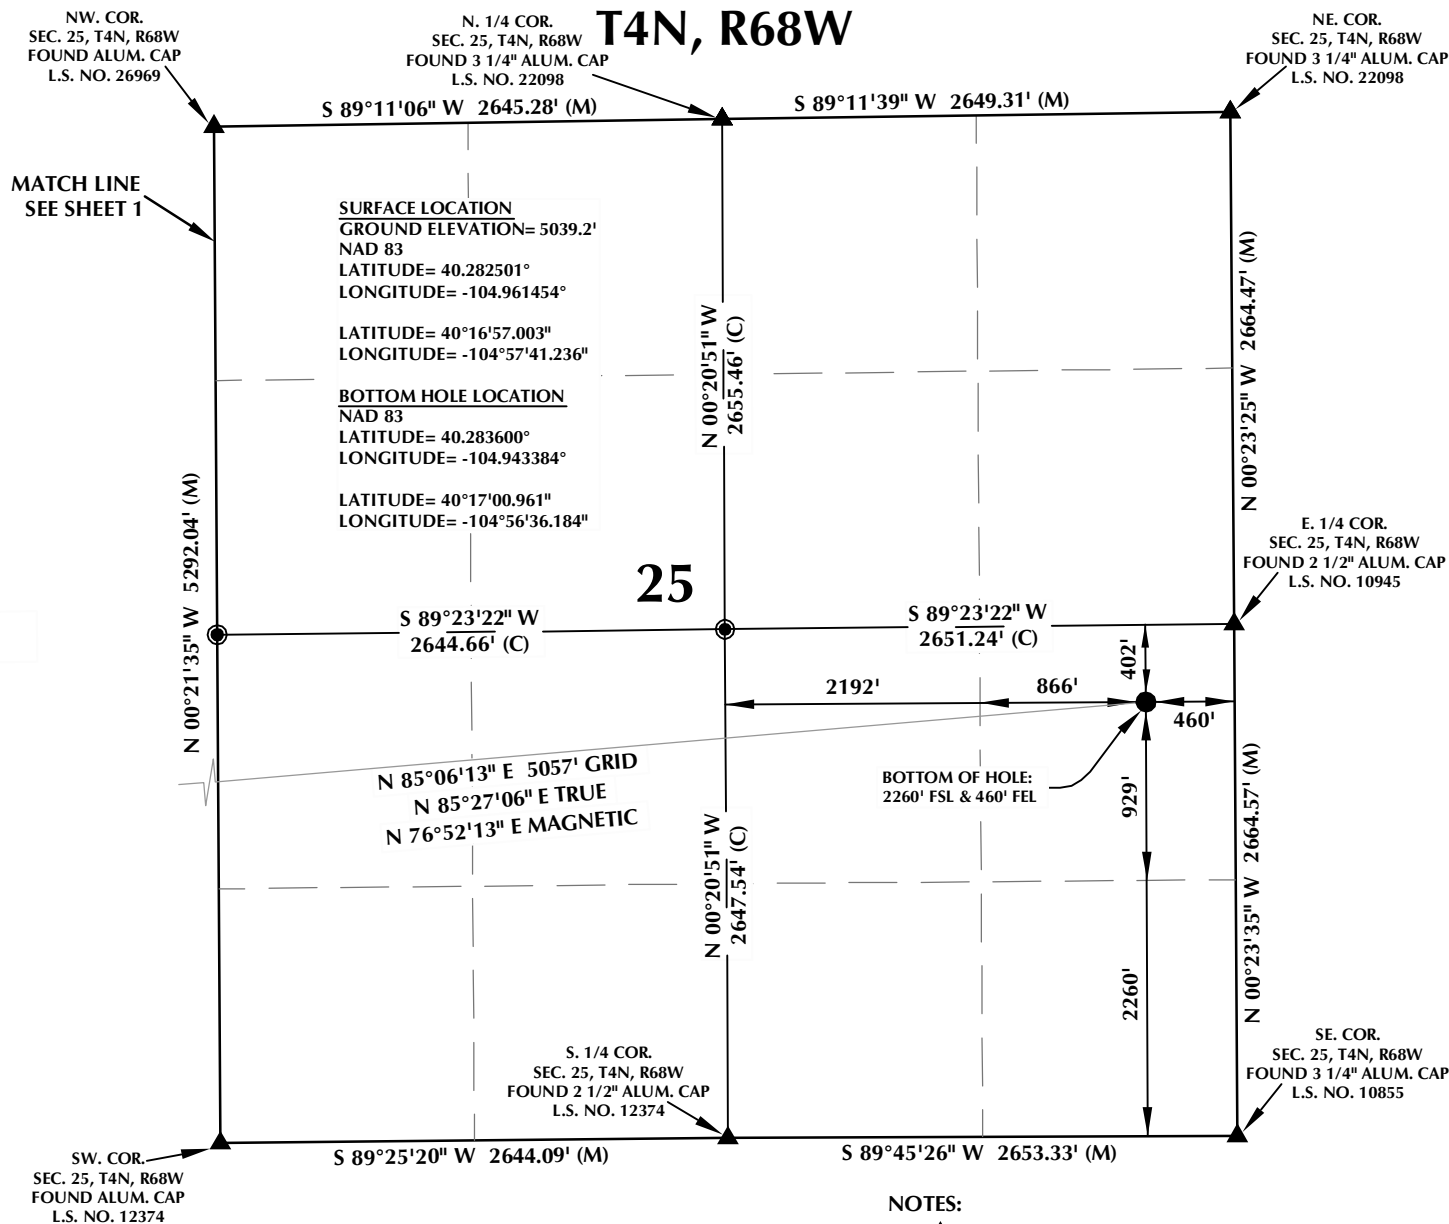 T4N, R68W
NW. COR.
SEC. 25, T4N, R68W
FOUND ALUM. CAP
L.S. NO. 26969
N. 1/4 COR.
SEC. 25, T4N, R68W
FOUND 3 1/4" ALUM. CAP
L.S. NO. 22098
NE. COR.
SEC. 25, T4N, R68W
FOUND 3 1/4" ALUM. CAP
L.S. NO. 22098
S 89°11'06" W 2645.28' (M)
S 89°11'39" W 2649.31' (M)
MATCH LINE
SEE SHEET 1
SURFACE LOCATION
GROUND ELEVATION= 5039.2'
NAD 83
LATITUDE= 40.282501°
LONGITUDE= -104.961454°
LATITUDE= 40°16'57.003"
LONGITUDE= -104°57'41.236"
BOTTOM HOLE LOCATION
NAD 83
LATITUDE= 40.283600°
LONGITUDE= -104.943384°
LATITUDE= 40°17'00.961"
LONGITUDE= -104°56'36.184"
N 00°20'51" W
2655.46' (C)
N 00°23'25" W 2664.47' (M)
N 00°21'35" W 5292.04' (M)
E. 1/4 COR.
SEC. 25, T4N, R68W
FOUND 2 1/2" ALUM. CAP
L.S. NO. 10945
25
S 89°23'22" W
2644.66' (C)
S 89°23'22" W
2651.24' (C)
402'
2192'
866'
460'
N 85°06'13" E 5057' GRID
N 85°27'06" E TRUE
N 76°52'13" E MAGNETIC
BOTTOM OF HOLE:
2260' FSL & 460' FEL
929'
N 00°20'51" W
2647.54' (C)
N 00°23'35" W 2664.57' (M)
2260'
S. 1/4 COR.
SEC. 25, T4N, R68W
FOUND 2 1/2" ALUM. CAP
L.S. NO. 12374
SE. COR.
SEC. 25, T4N, R68W
FOUND 3 1/4" ALUM. CAP
L.S. NO. 10855
S 89°25'20" W 2644.09' (M)
S 89°45'26" W 2653.33' (M)
SW. COR.
SEC. 25, T4N, R68W
FOUND ALUM. CAP
L.S. NO. 12374
NOTES: